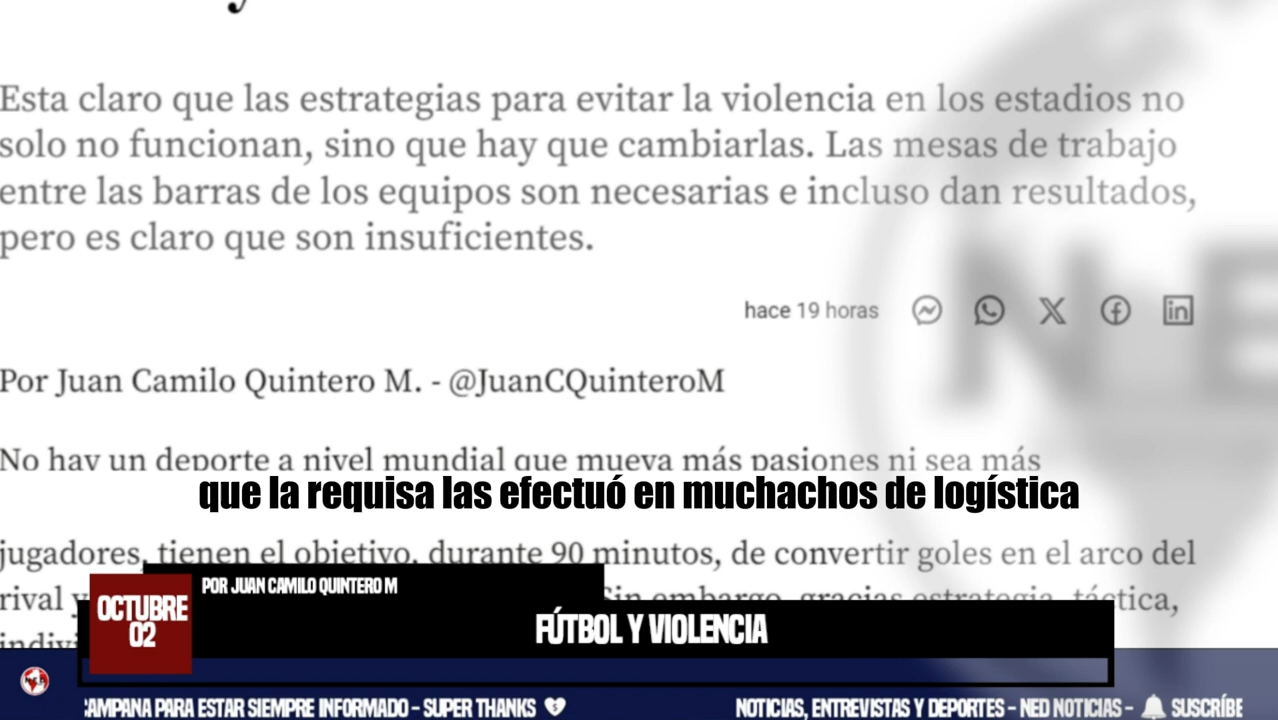 Esta claro que las estrategias para evitar la violencia en los estadios no
solo no funcionan, sino que hay que cambiarlas. Las mesas de trabajo
entre las barras de los equipos son necesarias e incluso dan resultados,
pero es claro que son insuficientes.
hace 19 horas
Por Juan Camilo Quintero M. - @JuanCQuinteroM
No hay un deporte a nivel mundial que mueva más pasiones ni sea más
que la requisa las efectuó en muchachos de logística
jugadores, tienen el objetivo, durante 90 minutos, de convertir goles en el arco del
rival y Sin embargo, gracias estrategia, táctica,
POR JUAN CAMILO QUINTERO M
OCTUBRE
02
FÚTBOL Y VIOLENCIA
CAMPANA PARA ESTAR SIEMPRE INFORMADO - SUPER THANKS
NOTICIAS, ENTREVISTAS Y DEPORTES - NED NOTICIAS - SUSCRÍBE